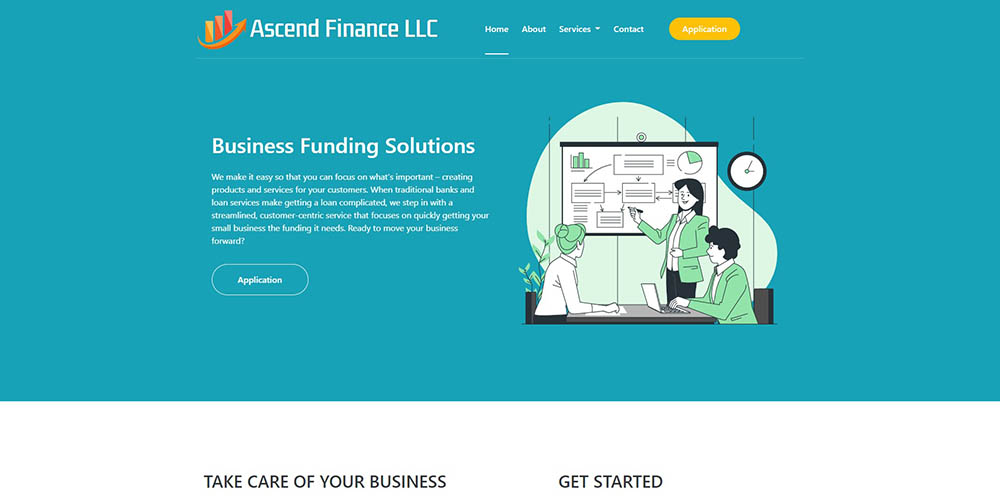 Ascend Finance LLC
Home About Services Contact Application
Business Funding Solutions
We make it easy so that you can focus on what's important – creating
products and services for your customers. When traditional banks and
loan services make getting a loan complicated, we step in with a
streamlined, customer-centric service that focuses on quickly getting your
small business the funding it needs. Ready to move your business
forward?
Application
TAKE CARE OF YOUR BUSINESS
GET STARTED